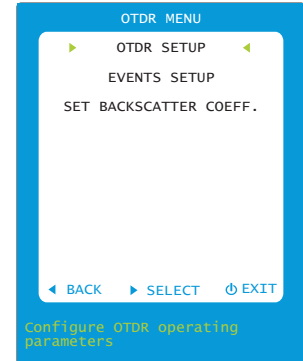 OTDR MENU
OTDR SETUP
EVENTS SETUP
SET BACKSCATTER COEFF.
BACK SELECT EXIT
Configure OTDR operating
parameters